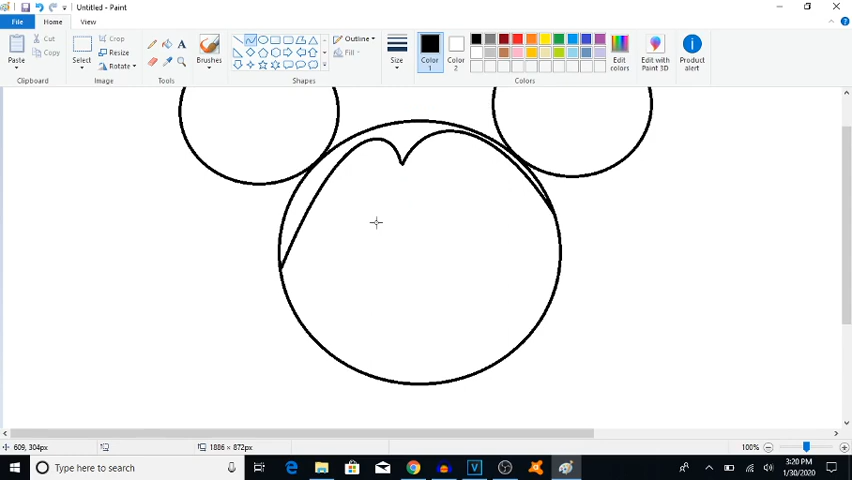 Untitled - Paint
File Home View
Paste
Cut
Copy
Clipboard
Select
Crop
Resize
Rotate
Image
A
Tools
Brushes
Outline
Fill
Shapes
Size
Color 1
Color 2
Colors
Edit colors
Edit with Paint 3D
Product alert
609, 304px
1886 × 872px
100%
Type here to search
V
3:20 PM
1/30/2020